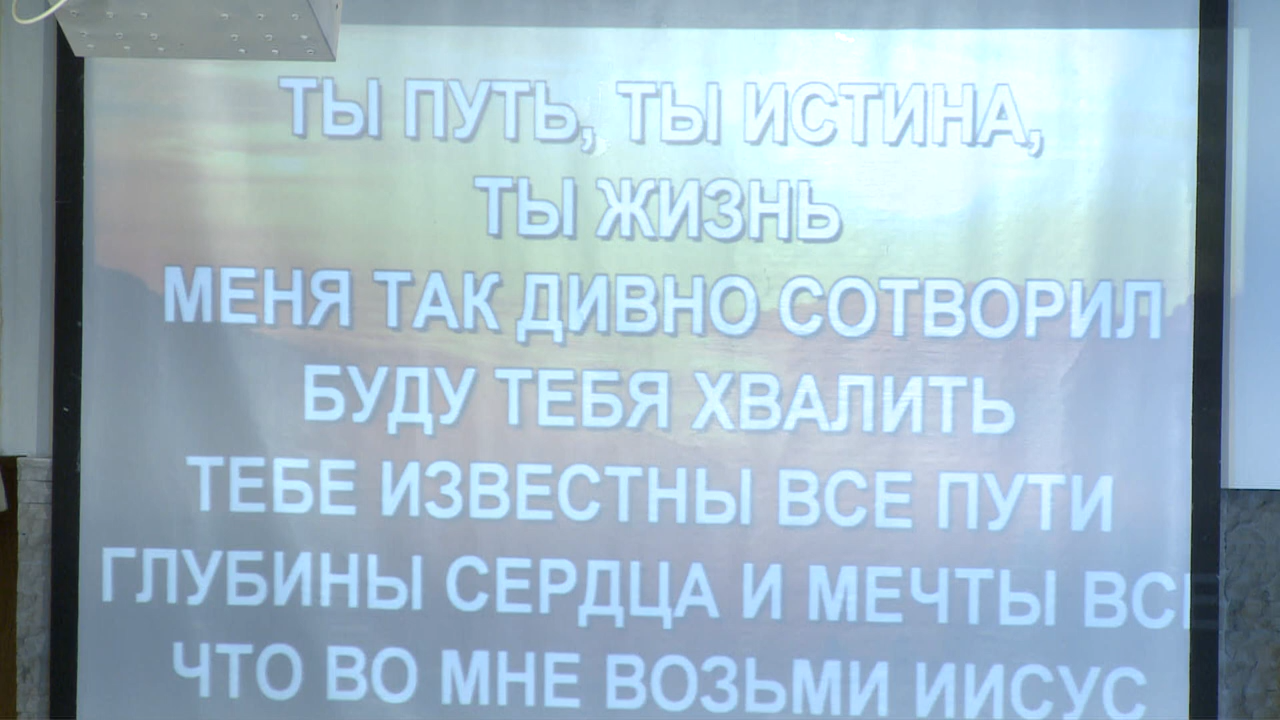 ТЫ ПУТЬ, ТЫ ИСТИНА,
ТЫ ЖИЗНЬ
МЕНЯ ТАК ДИВНО СОТВОРИЛ
БУДУ ТЕБЯ ХВАЛИТЬ
ТЕБЕ ИЗВЕСТНЫ ВСЕ ПУТИ
ГЛУБИНЫ СЕРДЦА И МЕЧТЫ ВСЕ
ЧТО ВО МНЕ ВОЗЬМИ ИИСУС